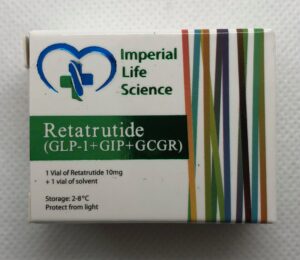 Imperial
Life
Science
Retatrutide
(GLP-1+GIP+GCGR)
1 Vial of Retatrutide 10mg
+ 1 vial of solvent
Storage: 2-8°C
Protect from light